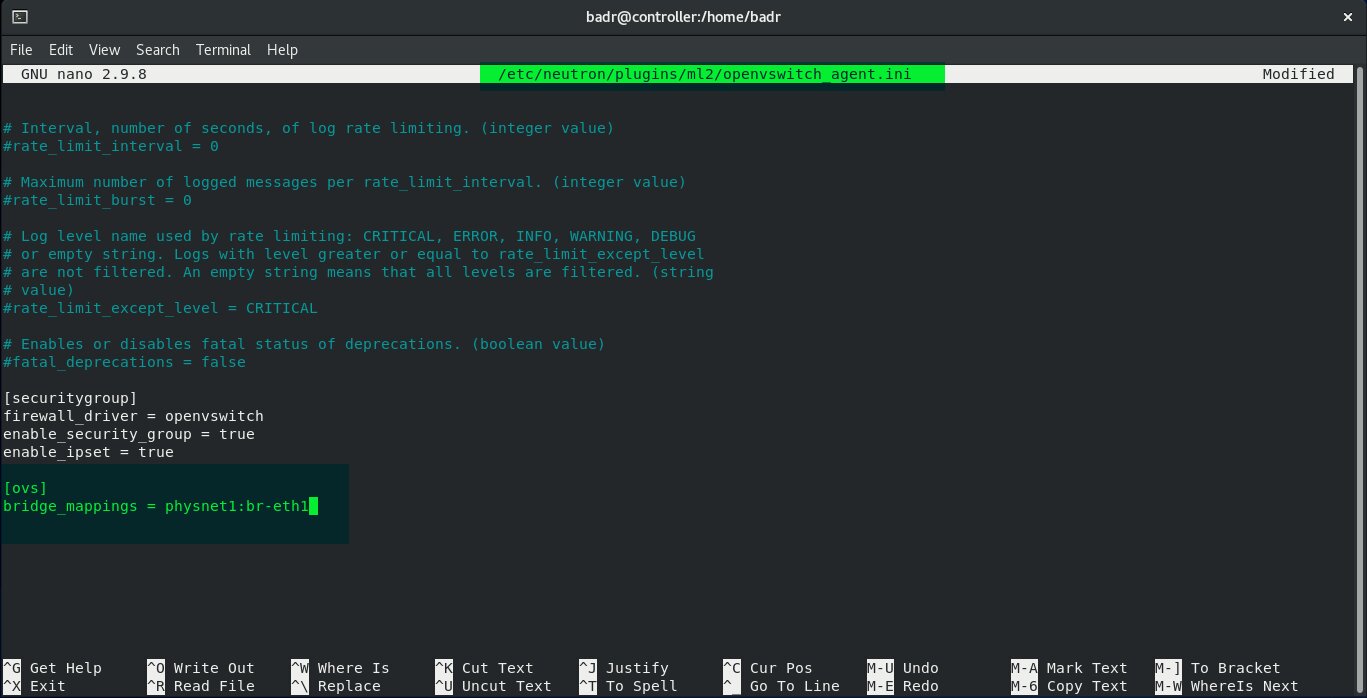 badr@controller:/home/badr
File Edit View Search Terminal Help
GNU nano 2.9.8 /etc/neutron/plugins/ml2/openvswitch_agent.ini Modified
# Interval, number of seconds, of log rate limiting. (integer value)
#rate_limit_interval = 0
# Maximum number of logged messages per rate_limit_interval. (integer value)
#rate_limit_burst = 0
# Log level name used by rate limiting: CRITICAL, ERROR, INFO, WARNING, DEBUG
# or empty string. Logs with level greater or equal to rate_limit_except_level
# are not filtered. An empty string means that all levels are filtered. (string
# value)
#rate_limit_except_level = CRITICAL
# Enables or disables fatal status of deprecations. (boolean value)
#fatal_deprecations = false
[securitygroup]
firewall_driver = openvswitch
enable_security_group = true
enable_ipset = true
[ovs]
bridge_mappings = physnet1:br-eth1
^G Get Help ^O Write Out ^W Where Is ^K Cut Text ^J Justify ^C Cur Pos M-U Undo M-A Mark Text M-] To Bracket
^X Exit ^R Read File ^\ Replace ^U Uncut Text ^T To Spell ^_ Go To Line M-E Redo M-6 Copy Text M-W WhereIs Next